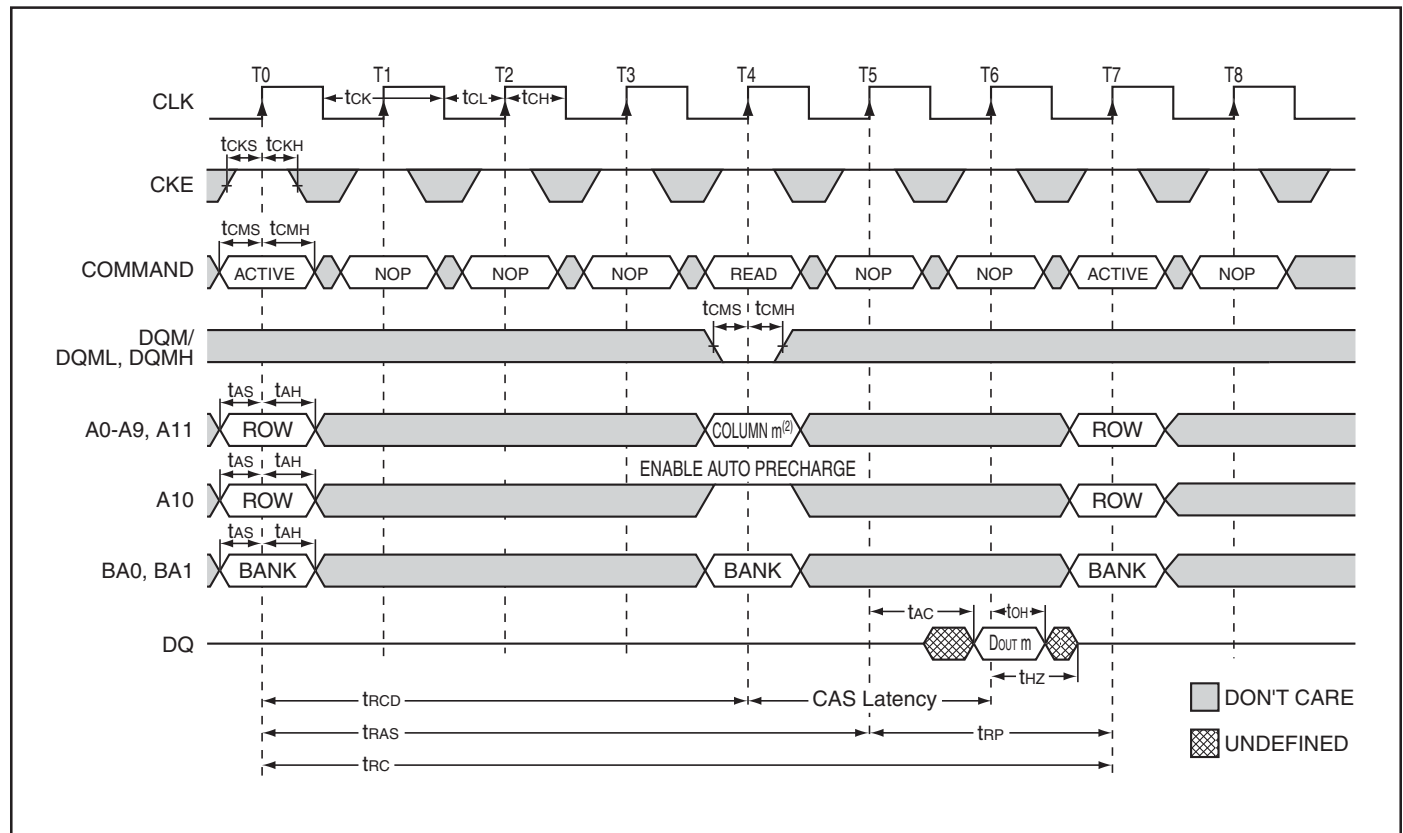 T0 T1 T2 T3 T4 T5 T6 T7 T8
CLK tCK tCL tCH
tCKS tCKH
CKE
tCMS tCMH
COMMAND ACTIVE NOP NOP NOP READ NOP NOP ACTIVE NOP
tCMS tCMH
DQM/
DQML, DQMH
tAS tAH
A0-A9, A11 ROW COLUMN m(2) ROW
tAS tAH ENABLE AUTO PRECHARGE
A10 ROW ROW
tAS tAH
BA0, BA1 BANK BANK BANK
tAC tOH
DQ DOUT m
tHZ
tRCD CAS Latency DON'T CARE
tRAS tRP UNDEFINED
tRC